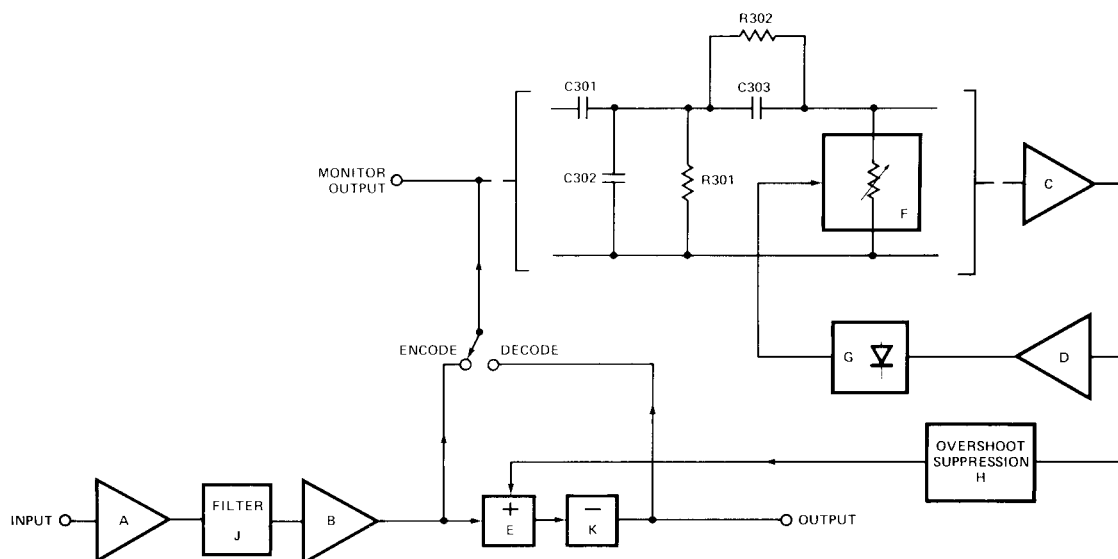 R302
C301
C303
MONITOR
OUTPUT
C302
R301
F
C
ENCODE
DECODE
G
D
OVERSHOOT
SUPPRESSION
H
INPUT
A
FILTER
J
B
+
E
−
K
OUTPUT